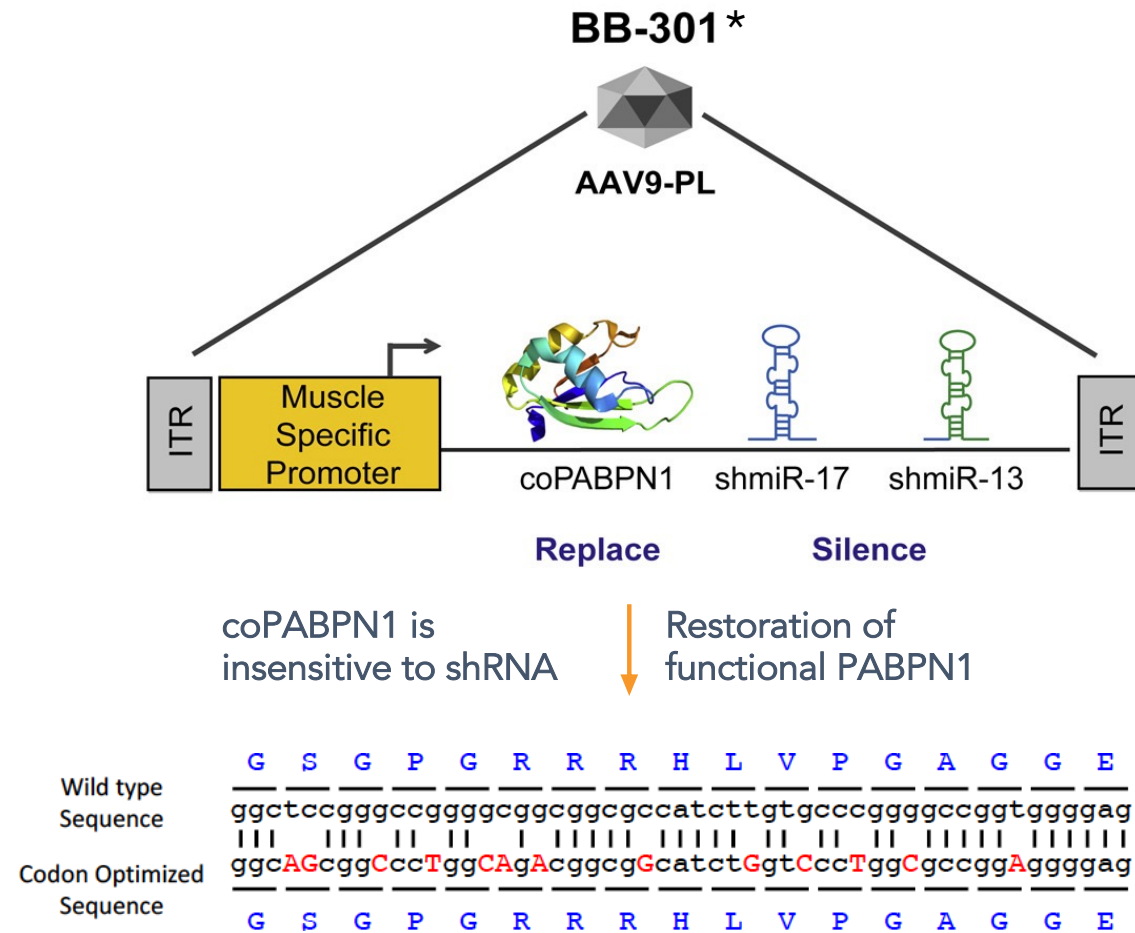 BB-301*
AAV9-PL
ITR
Muscle
Specific
Promoter
coPABPN1
shmiR-17
shmiR-13
ITR
Replace
Silence
coPABPN1 is
insensitive to shRNA
Restoration of
functional PABPN1
G S G P G R R R H L V P G A G G E
Wild type
Sequence
ggctccgggccggggcggcggcgccatcttgtgcccggggccggtggggag
Codon Optimized
Sequence
ggcAGcggCccTggCAgAcggcgGcatctGgtCccTggCgccggAggggag
G S G P G R R R H L V P G A G G E